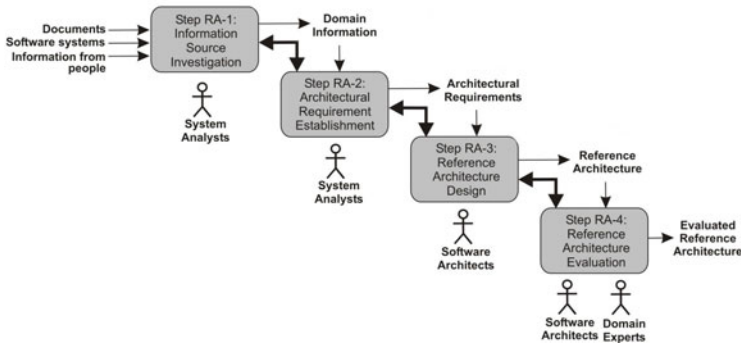 Documents
Software systems
Information from
people
Step RA-1:
Information
Source
Investigation
Domain
Information
System
Analysts
Step RA-2:
Architectural
Requirement
Establishment
Architectural
Requirements
System
Analysts
Step RA-3:
Reference
Architecture
Design
Reference
Architecture
Software
Architects
Step RA-4:
Reference
Architecture
Evaluation
Evaluated
Reference
Architecture
Software
Architects
Domain
Experts